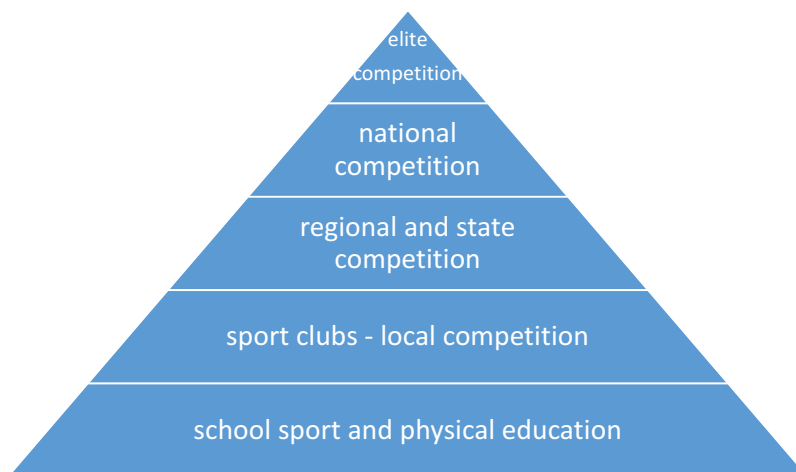 elite
competition
national
competition
regional and state
competition
sport clubs - local competition
school sport and physical education